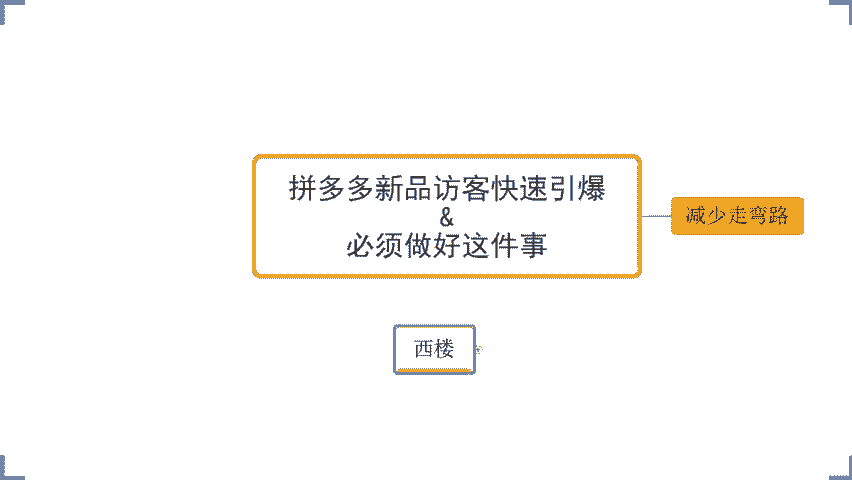 拼多多新品访客快速引爆
&
必须做好这件事
减少走弯路
西楼